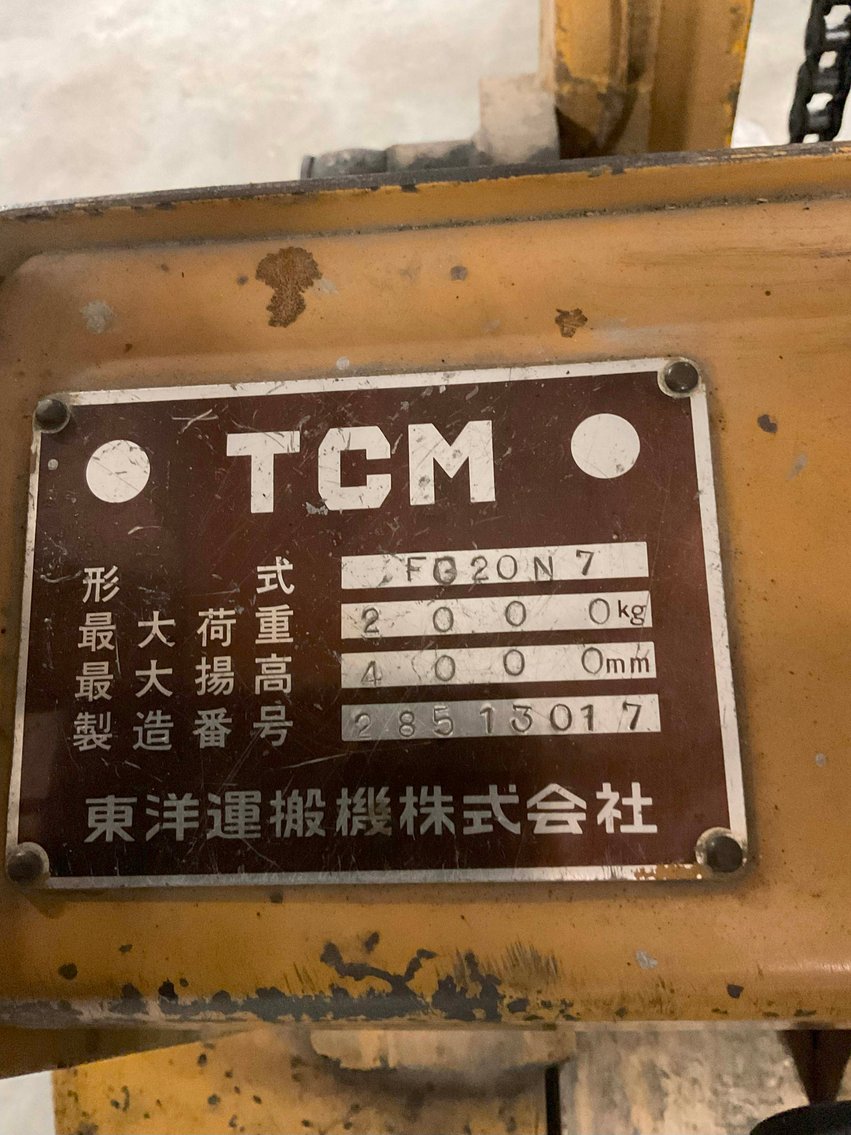 TCM
形式 FG20N7
最大荷重 2000kg
最大揚高 4000mm
製造番号 28513017
東洋運搬機株式会社